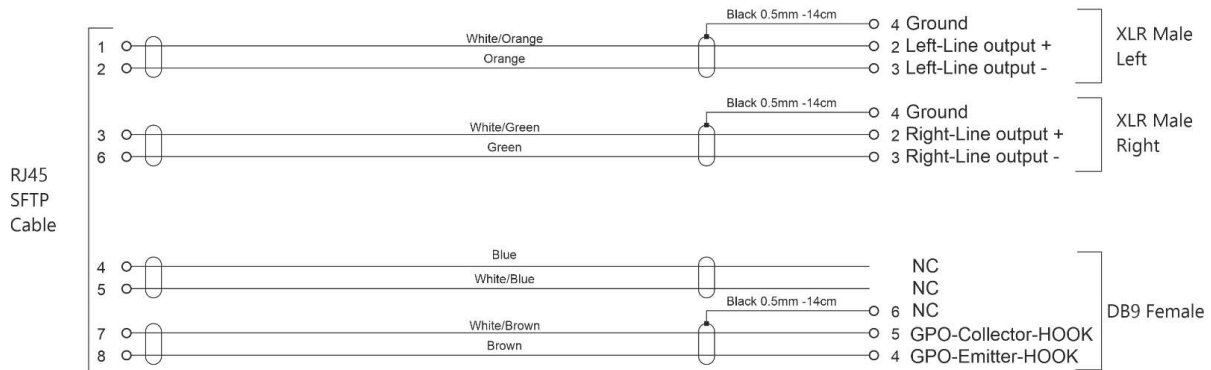 Black 0.5mm -14cm
4 Ground
1 White/Orange 2 Left-Line output +
2 Orange 3 Left-Line output -
XLR Male
Left
Black 0.5mm -14cm
4 Ground
3 White/Green 2 Right-Line output +
6 Green 3 Right-Line output -
XLR Male
Right
RJ45
SFTP
Cable
4 Blue NC
5 White/Blue NC
Black 0.5mm -14cm
6 NC
7 White/Brown 5 GPO-Collector-HOOK
8 Brown 4 GPO-Emitter-HOOK
DB9 Female